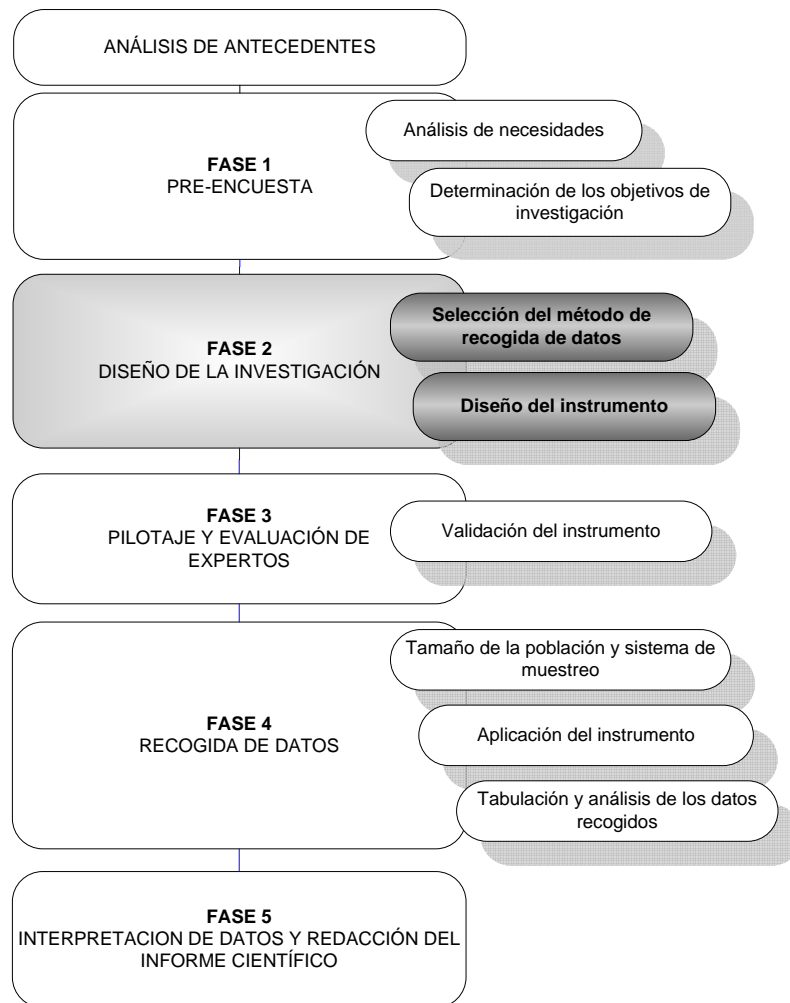 ANÁLISIS DE ANTECEDENTES
FASE 1
PRE-ENCUESTA
Análisis de necesidades
Determinación de los objetivos de
investigación
FASE 2
DISEÑO DE LA INVESTIGACIÓN
Selección del método de
recogida de datos
Diseño del instrumento
FASE 3
PILOTAJE Y EVALUACIÓN DE
EXPERTOS
Validación del instrumento
FASE 4
RECOGIDA DE DATOS
Tamaño de la población y sistema de
muestreo
Aplicación del instrumento
Tabulación y análisis de los datos
recogidos
FASE 5
INTERPRETACION DE DATOS Y REDACCIÓN DEL
INFORME CIENTÍFICO